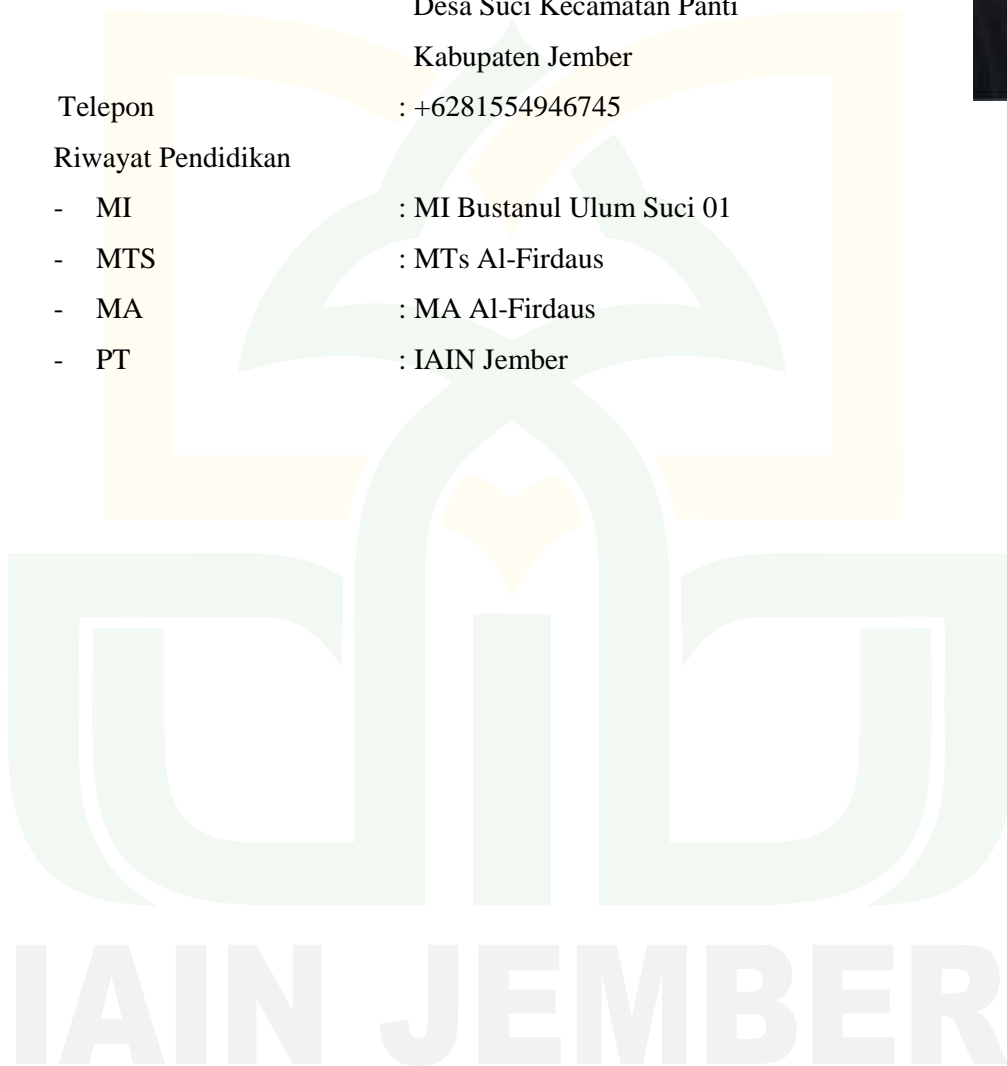 Desa Suci Kecamatan Panti
Kabupaten Jember
Telepon : +6281554946745
Riwayat Pendidikan
- MI : MI Bustanul Ulum Suci 01
- MTS : MTs Al-Firdaus
- MA : MA Al-Firdaus
- PT : IAIN Jember
IAIN JEMBER